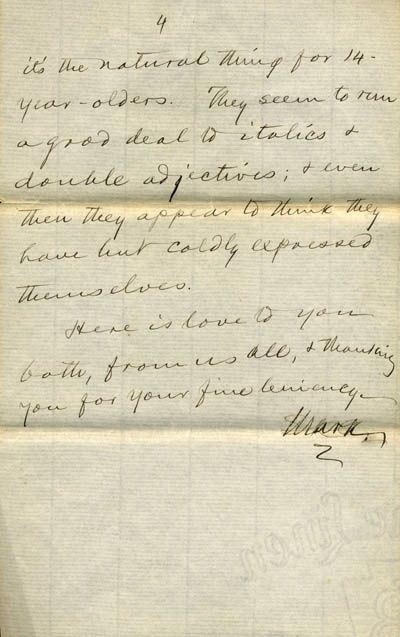 4
it's the natural thing for 14-
year-olders. They seem to run
a good deal to italics &
double adjectives; & even
then they appear to think they
have but coldly expressed
themselves.
Here is love to you
both, from us all, & thanking
you for your fine leniency—
Mark.